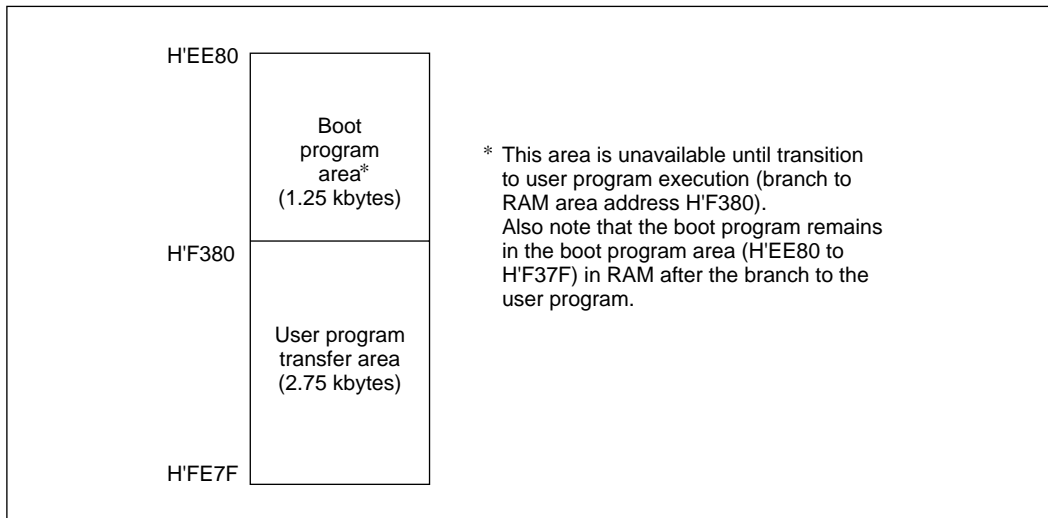 H'EE80
Boot
program
area*
(1.25 kbytes)
H'F380
User program
transfer area
(2.75 kbytes)
H'FE7F
* This area is unavailable until transition
to user program execution (branch to
RAM area address H'F380).
Also note that the boot program remains
in the boot program area (H'EE80 to
H'F37F) in RAM after the branch to the
user program.